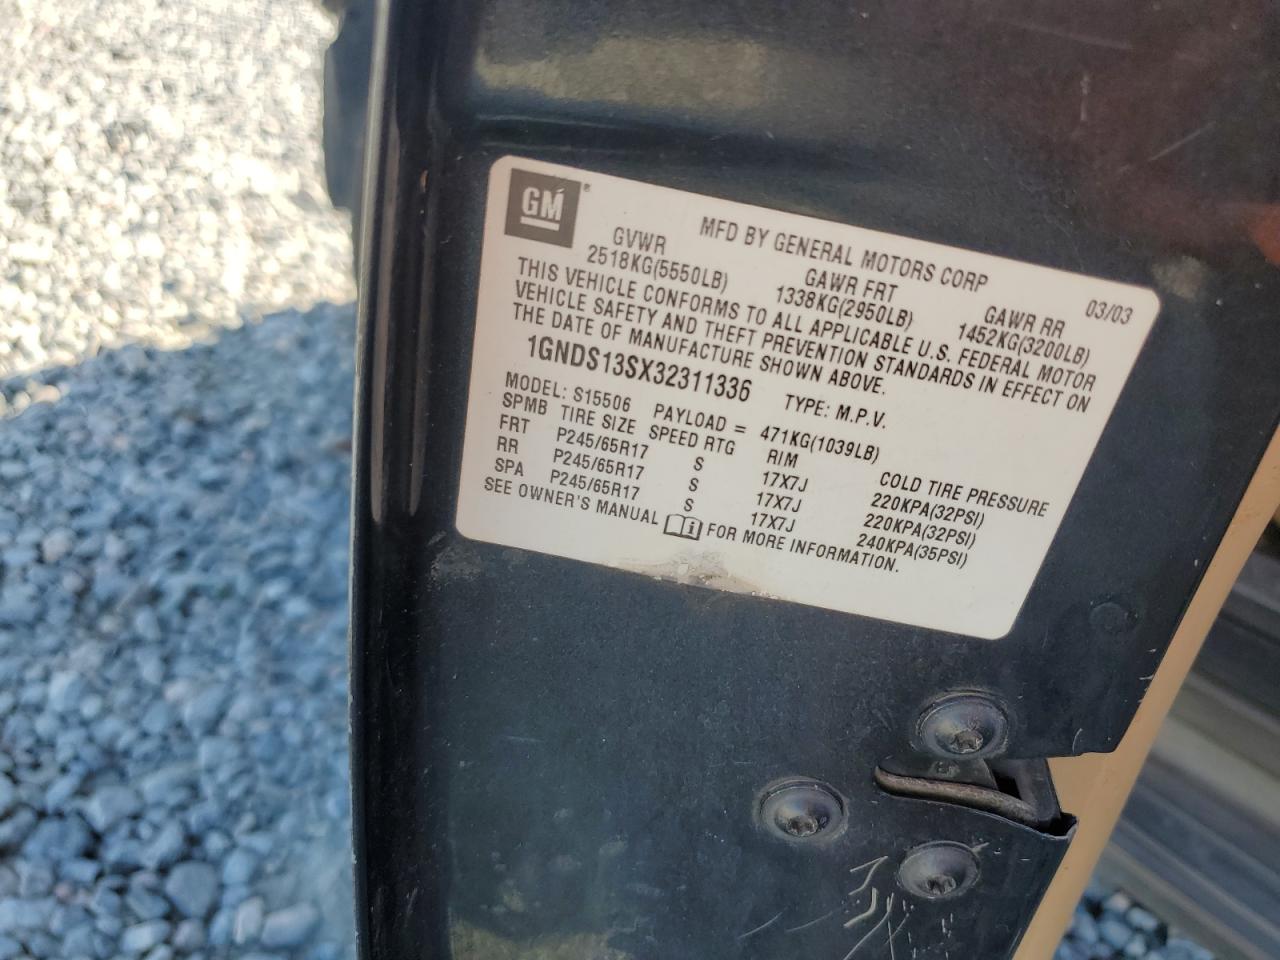 GM®
MFD BY GENERAL MOTORS CORP
03/03
GVWR GAWR FRT GAWR RR
2518KG(5550LB) 1338KG(2950LB) 1452KG(3200LB)
THIS VEHICLE CONFORMS TO ALL APPLICABLE U.S. FEDERAL MOTOR
VEHICLE SAFETY AND THEFT PREVENTION STANDARDS IN EFFECT ON
THE DATE OF MANUFACTURE SHOWN ABOVE.
1GNDS13SX32311336 TYPE: M.P.V.
MODEL: S15506 PAYLOAD = 471KG(1039LB)
SPMB TIRE SIZE SPEED RTG RIM COLD TIRE PRESSURE
FRT P245/65R17 S 17X7J 220KPA(32PSI)
RR P245/65R17 S 17X7J 220KPA(32PSI)
SPA P245/65R17 S 17X7J 240KPA(35PSI)
SEE OWNER'S MANUAL i FOR MORE INFORMATION.